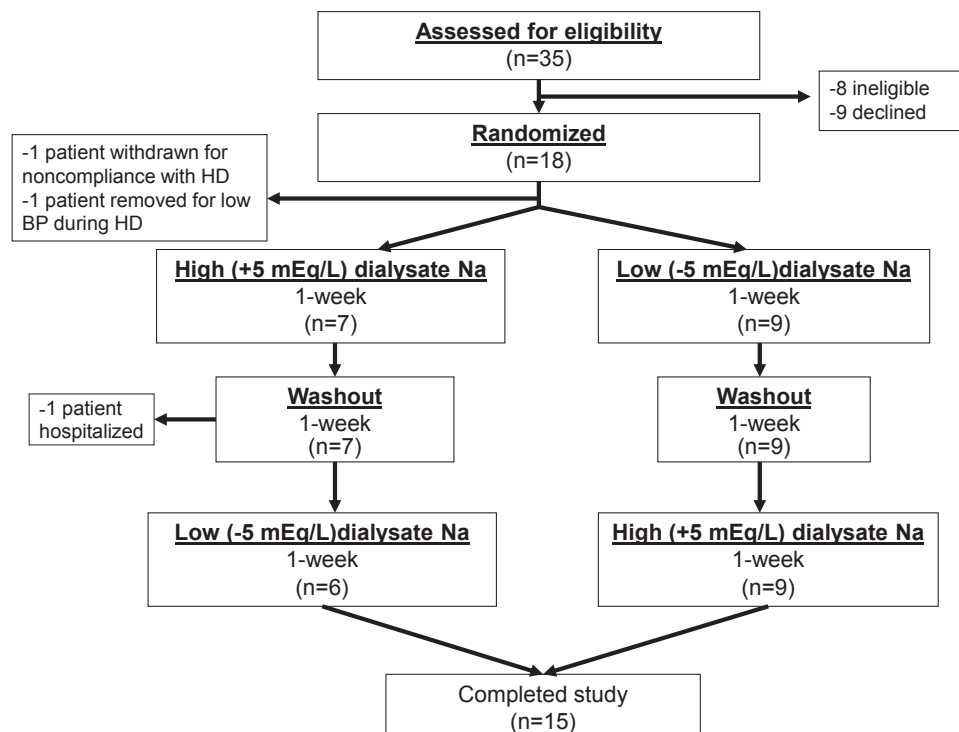 Assessed for eligibility
(n=35)
-8 ineligible
-9 declined
Randomized
(n=18)
-1 patient withdrawn for
noncompliance with HD
-1 patient removed for low
BP during HD
High (+5 mEq/L) dialysate Na
1-week
(n=7)
Low (-5 mEq/L)dialysate Na
1-week
(n=9)
Washout
1-week
(n=7)
-1 patient
hospitalized
Washout
1-week
(n=9)
Low (-5 mEq/L)dialysate Na
1-week
(n=6)
High (+5 mEq/L) dialysate Na
1-week
(n=9)
Completed study
(n=15)